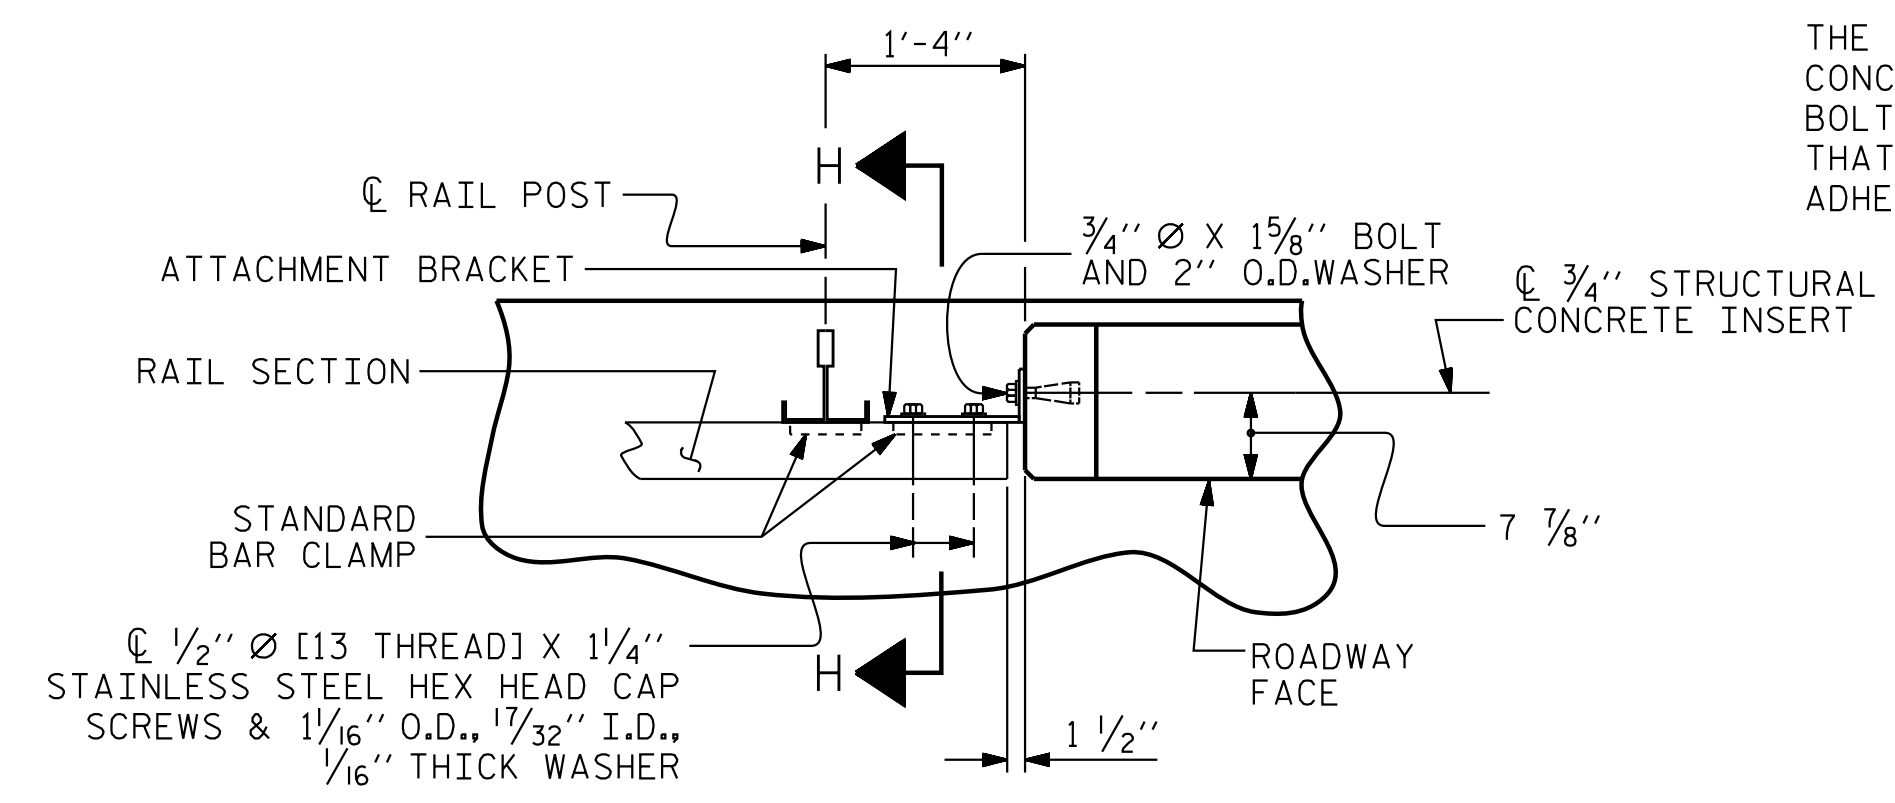 1'-4"
THE
CONC
BOLT
THAT
ADHE
H
℄ RAIL POST
ATTACHMENT BRACKET
3/4" Ø X 1 5/8" BOLT
AND 2" O.D. WASHER
℄ 3/4" STRUCTURAL
CONCRETE INSERT
RAIL SECTION
STANDARD
BAR CLAMP
7 7/8"
℄ 1/2" Ø [13 THREAD] X 1 1/4"
STAINLESS STEEL HEX HEAD CAP
SCREWS & 1 1/16" O.D., 17/32" I.D.,
1/16" THICK WASHER
H
ROADWAY
FACE
1 1/2"